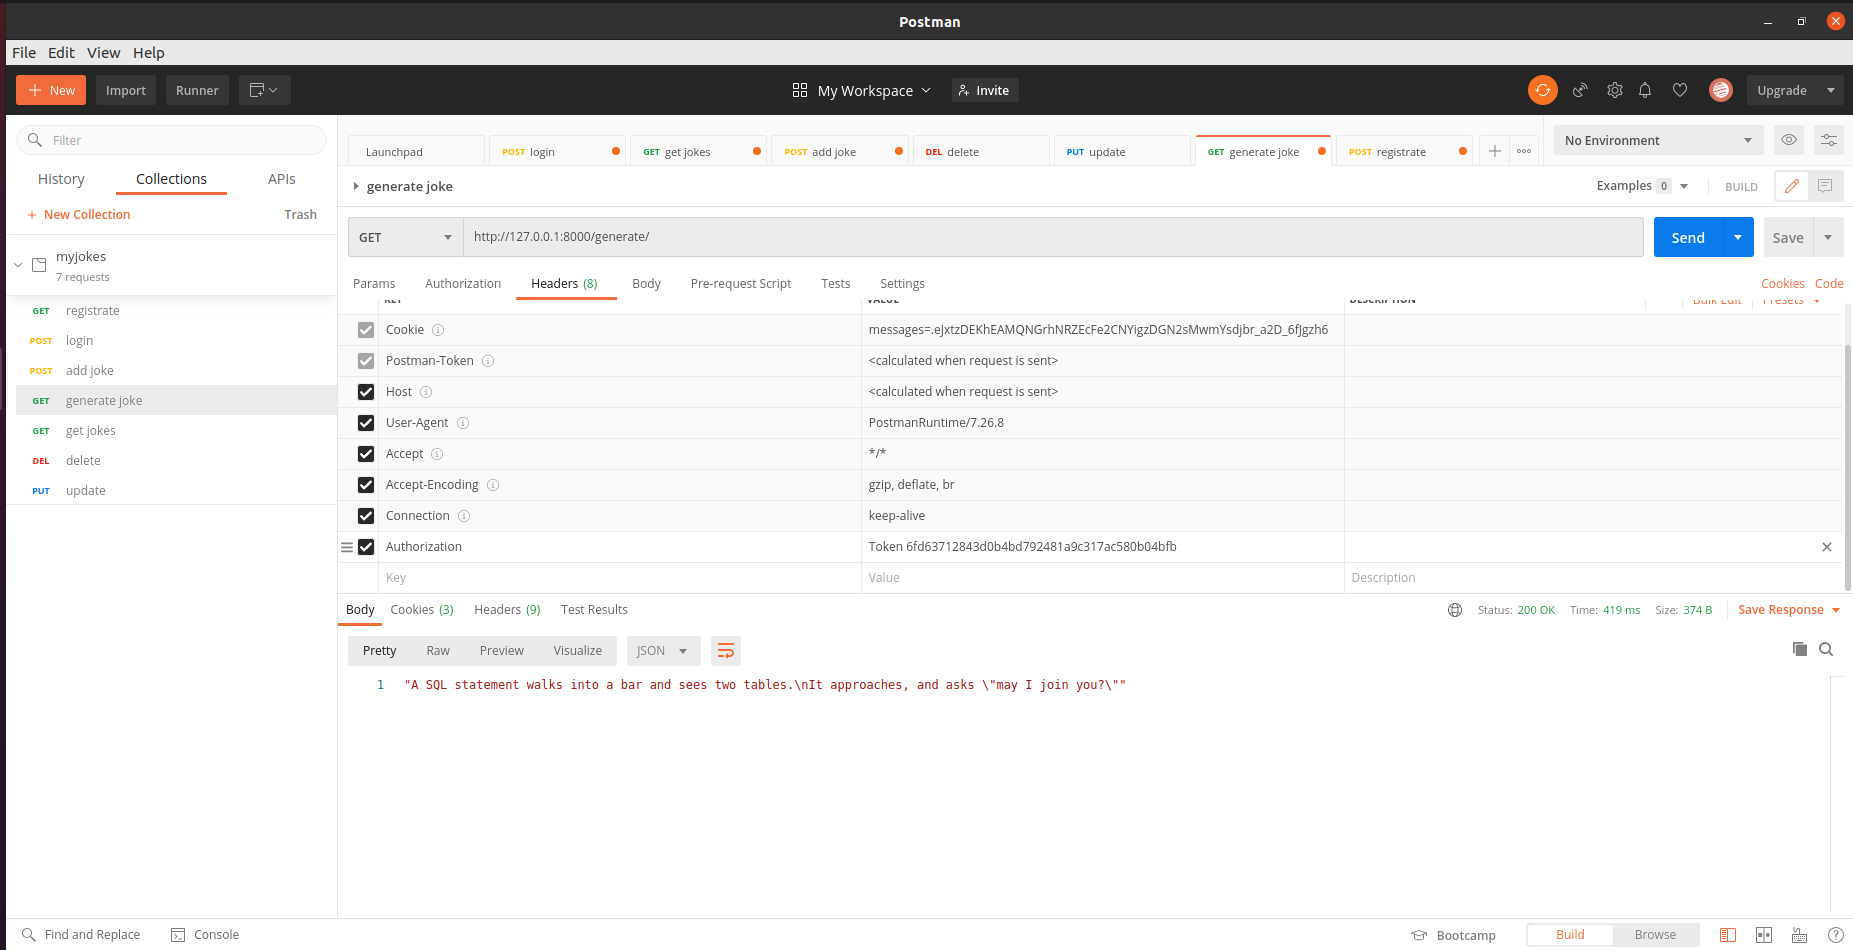 Postman
File Edit View Help
+ New Import Runner
My Workspace
Invite
Upgrade
Filter
History Collections APIs
+ New Collection Trash
myjokes
7 requests
GET registrate
POST login
POST add joke
GET generate joke
GET get jokes
DEL delete
PUT update
Launchpad
POST login
GET get jokes
POST add joke
DEL delete
PUT update
GET generate joke
POST registrate
No Environment
generate joke
Examples 0
BUILD
GET http://127.0.0.1:8000/generate/
Send
Save
Params Authorization Headers (8) Body Pre-request Script Tests Settings
Cookies Code
KEY VALUE DESCRIPTION Bulk Edit Presets
Cookie messages=.eJxtzDEKhEAMQNGrhNRZEcFe2CNYigzDGN2sMwmYsdjbr_a2D_6fJgzh6
Postman-Token <calculated when request is sent>
Host <calculated when request is sent>
User-Agent PostmanRuntime/7.26.8
Accept */*
Accept-Encoding gzip, deflate, br
Connection keep-alive
Authorization Token 6fd63712843d0b4bd792481a9c317ac580b04bfb
Key Value Description
Body Cookies (3) Headers (9) Test Results
Status: 200 OK Time: 419 ms Size: 374 B Save Response
Pretty Raw Preview Visualize JSON
1 "A SQL statement walks into a bar and sees two tables.\nIt approaches, and asks \"may I join you?\""
Find and Replace Console
Bootcamp Build Browse